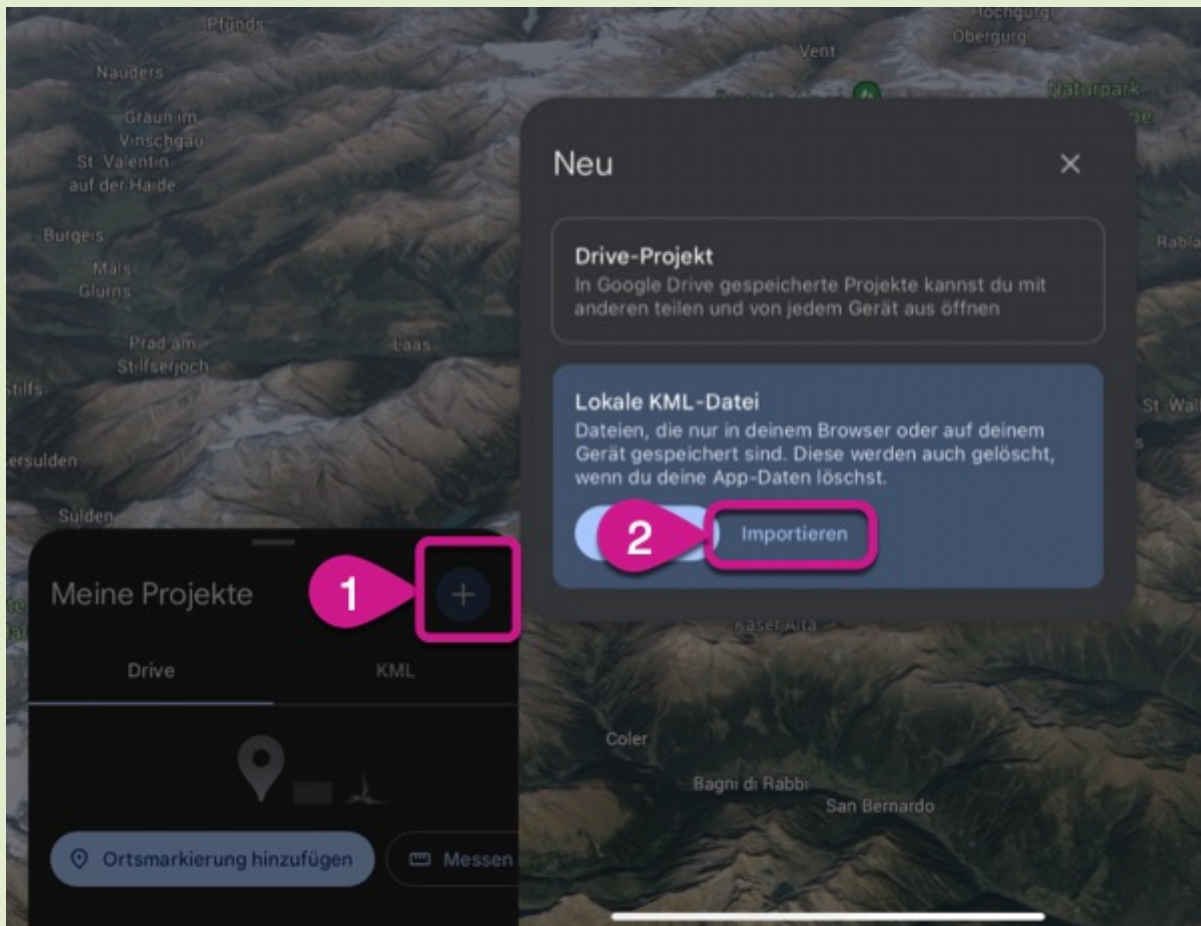 Pfunds
Nauders
Graun im
Vinschgau
St. Valentin
auf der Haide
Burgeis
Mals
Glurns
Prad am
Stilfserjoch
Laas
Stilfs
Sulden
Meine Projekte
1
+
Drive
KML
Ortsmarkierung hinzufügen
Messen
Vent
Obergurgl
Naturpark
Neu
Drive-Projekt
In Google Drive gespeicherte Projekte kannst du mit
anderen teilen und von jedem Gerät aus öffnen
Lokale KML-Datei
Dateien, die nur in deinem Browser oder auf deinem
Gerät gespeichert sind. Diese werden auch gelöscht,
wenn du deine App-Daten löschst.
2
Importieren
Rabla
St. Wal
Kaser Alta
Coler
Bagni di Rabbi
San Bernardo